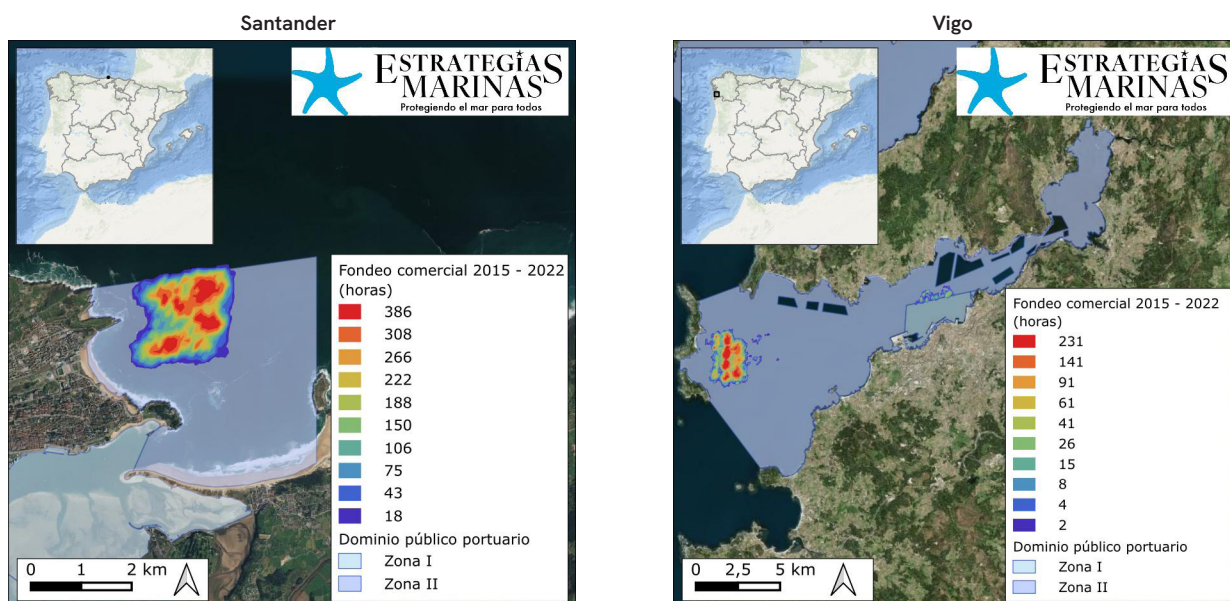 Santander
ESTRATEGIAS
MARINAS
Protegiendo el mar para todos
Fondeo comercial 2015 - 2022
(horas)
386
308
266
222
188
150
106
75
43
18
Dominio público portuario
Zona I
Zona II
0 1 2 km
Vigo
ESTRATEGIAS
MARINAS
Protegiendo el mar para todos
Fondeo comercial 2015 - 2022
(horas)
231
141
91
61
41
26
15
8
4
2
Dominio público portuario
Zona I
Zona II
0 2,5 5 km